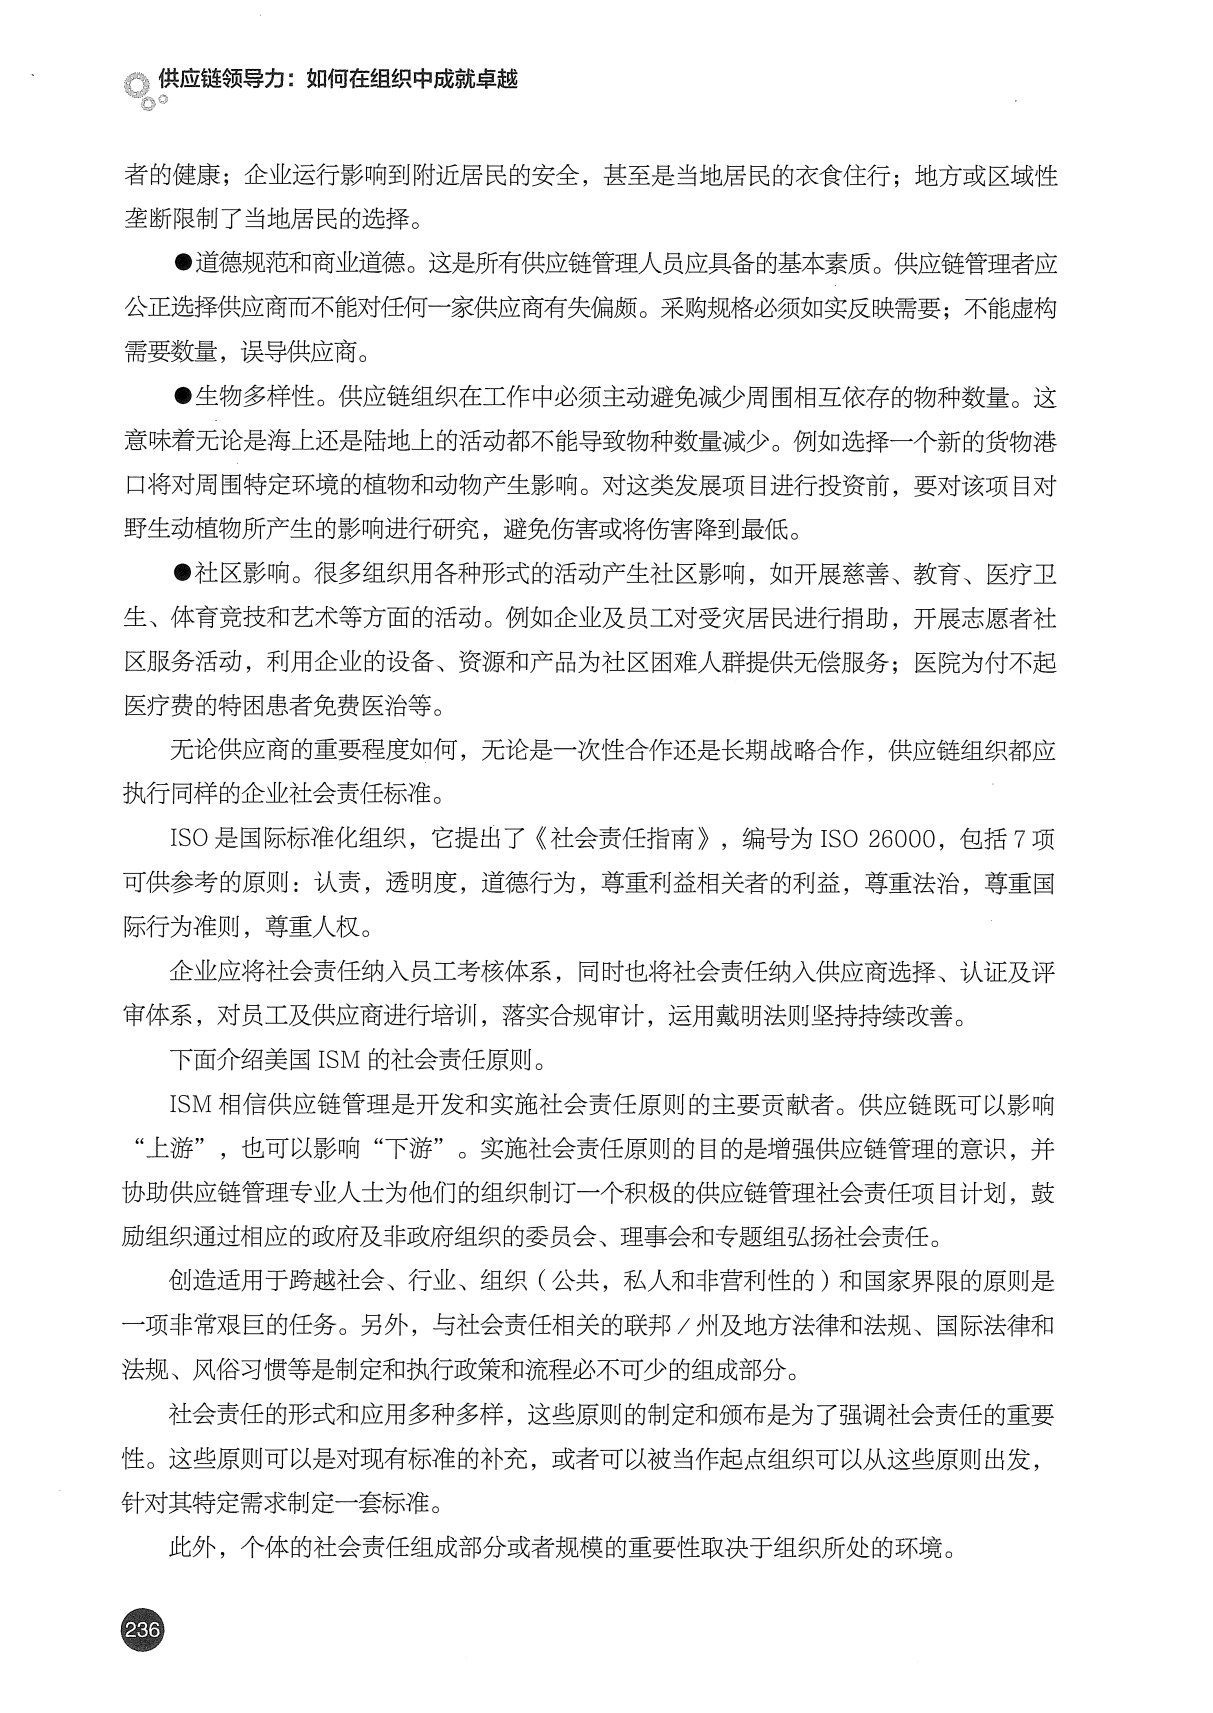 供应链领导力：如何在组织中成就卓越
者的健康；企业运行影响到附近居民的安全，甚至是当地居民的衣食住行；地方或区域性
垄断限制了当地居民的选择。
●道德规范和商业道德。这是所有供应链管理人员应具备的基本素质。供应链管理者应
公正选择供应商而不能对任何一家供应商有失偏颇。采购规格必须如实反映需要；不能虚构
需要数量，误导供应商。
●生物多样性。供应链组织在工作中必须主动避免减少周围相互依存的物种数量。这
意味着无论是海上还是陆地上的活动都不能导致物种数量减少。例如选择一个新的货物港
口将对周围特定环境的植物和动物产生影响。对这类发展项目进行投资前，要对该项目对
野生动植物所产生的影响进行研究，避免伤害或将伤害降到最低。
●社区影响。很多组织用各种形式的活动产生社区影响，如开展慈善、教育、医疗卫
生、体育竞技和艺术等方面的活动。例如企业及员工对受灾居民进行捐助，开展志愿者社
区服务活动，利用企业的设备、资源和产品为社区困难人群提供无偿服务；医院为付不起
医疗费的特困患者免费医治等。
无论供应商的重要程度如何，无论是一次性合作还是长期战略合作，供应链组织都应
执行同样的企业社会责任标准。
ISO 是国际标准化组织，它提出了《社会责任指南》，编号为 ISO 26000，包括 7 项
可供参考的原则：认责，透明度，道德行为，尊重利益相关者的利益，尊重法治，尊重国
际行为准则，尊重人权。
企业应将社会责任纳入员工考核体系，同时也将社会责任纳入供应商选择、认证及评
审体系，对员工及供应商进行培训，落实合规审计，运用戴明法则坚持持续改善。
下面介绍美国 ISM 的社会责任原则。
ISM 相信供应链管理是开发和实施社会责任原则的主要贡献者。供应链既可以影响
“上游”，也可以影响“下游”。实施社会责任原则的目的是增强供应链管理的意识，并
协助供应链管理专业人士为他们的组织制订一个积极的供应链管理社会责任项目计划，鼓
励组织通过相应的政府及非政府组织的委员会、理事会和专题组弘扬社会责任。
创造适用于跨越社会、行业、组织（公共，私人和非营利性的）和国家界限的原则是
一项非常艰巨的任务。另外，与社会责任相关的联邦 / 州及地方法律和法规、国际法律和
法规、风俗习惯等是制定和执行政策和流程必不可少的组成部分。
社会责任的形式和应用多种多样，这些原则的制定和颁布是为了强调社会责任的重要
性。这些原则可以是对现有标准的补充，或者可以被当作起点组织可以从这些原则出发，
针对其特定需求制定一套标准。
此外，个体的社会责任组成部分或者规模的重要性取决于组织所处的环境。
236